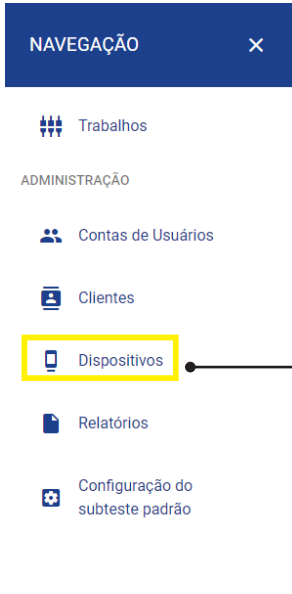 NAVEGAÇÃO
Trabalhos
ADMINISTRAÇÃO
Contas de Usuários
Clientes
Dispositivos
Relatórios
Configuração do
subteste padrão